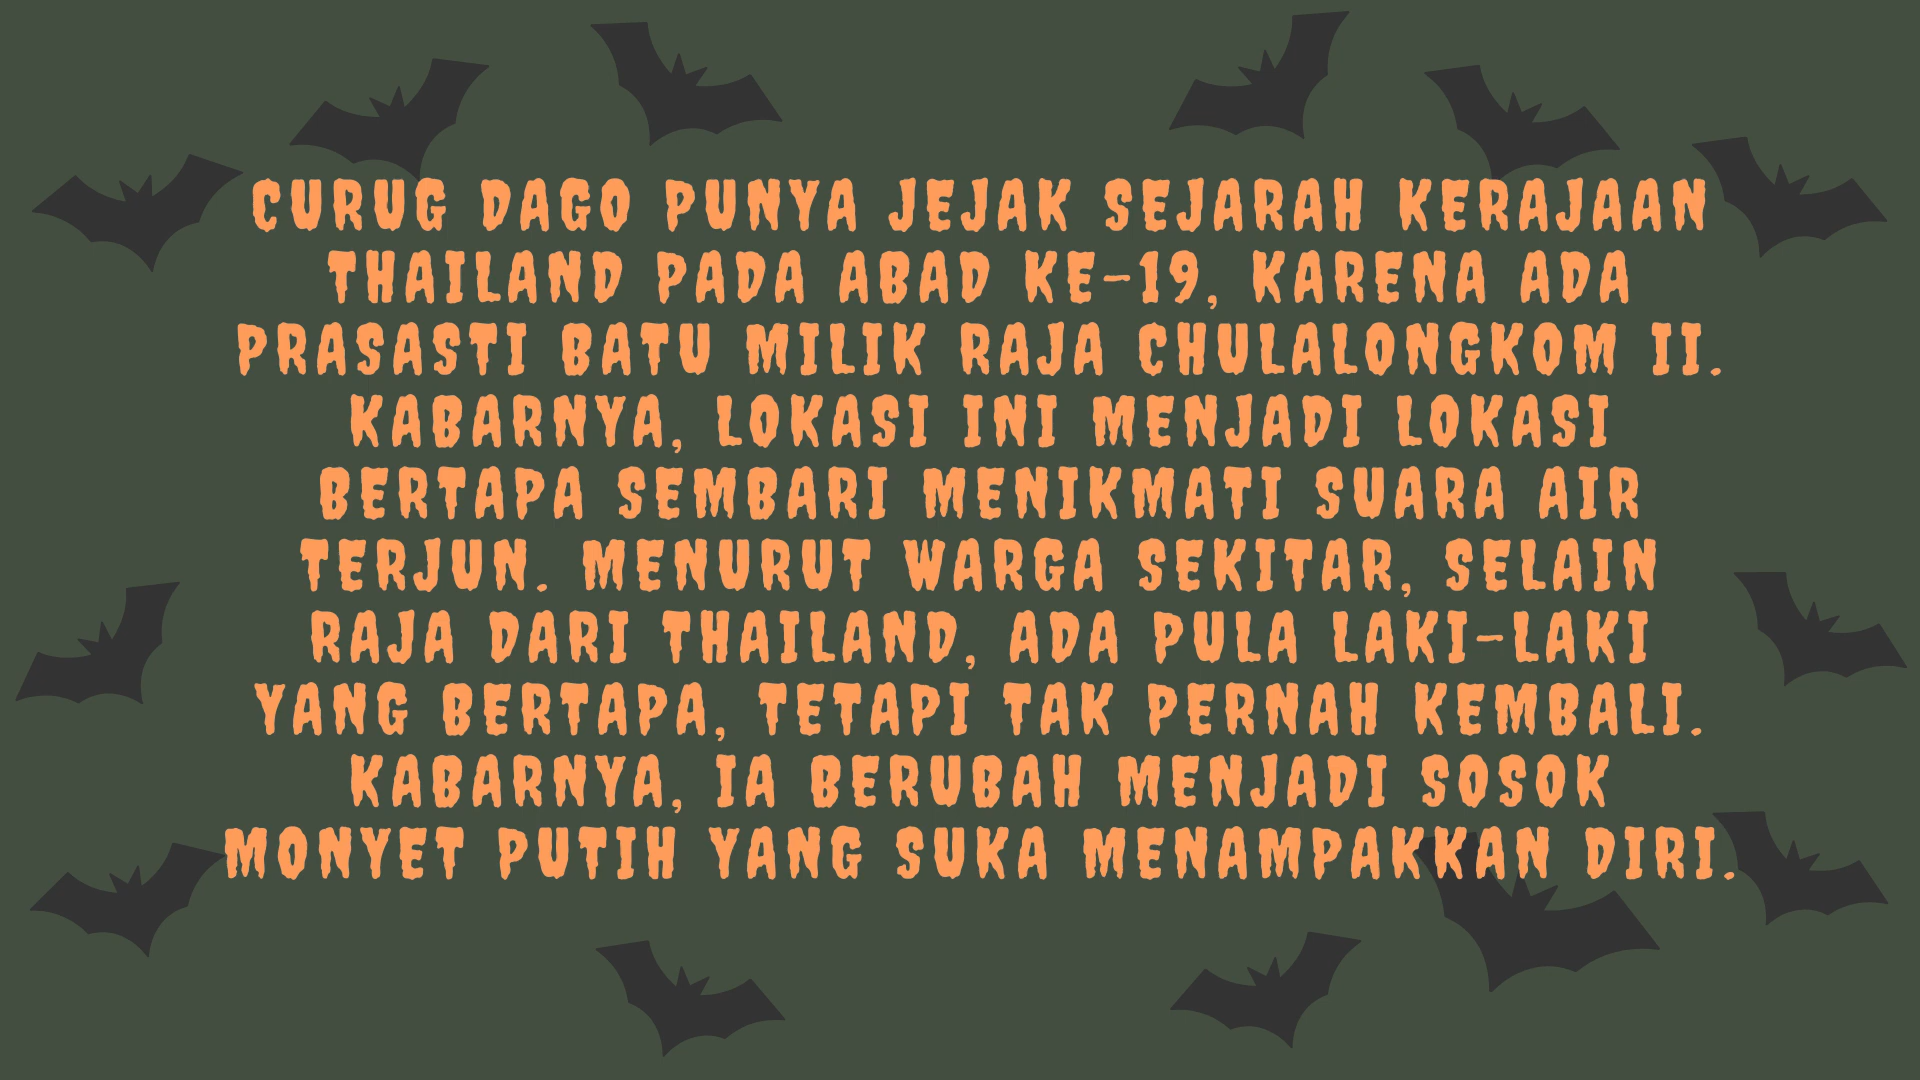 CURUG DAGO PUNYA JEJAK SEJARAH KERAJAAN
THAILAND PADA ABAD KE-19, KARENA ADA
PRASASTI BATU MILIK RAJA CHULALONGKOM II.
KABARNYA, LOKASI INI MENJADI LOKASI
BERTAPA SEMBARI MENIKMATI SUARA AIR
TERJUN. MENURUT WARGA SEKITAR, SELAIN
RAJA DARI THAILAND, ADA PULA LAKI-LAKI
YANG BERTAPA, TETAPI TAK PERNAH KEMBALI.
KABARNYA, IA BERUBAH MENJADI SOSOK
MONYET PUTIH YANG SUKA MENAMPAKKAN DIRI.